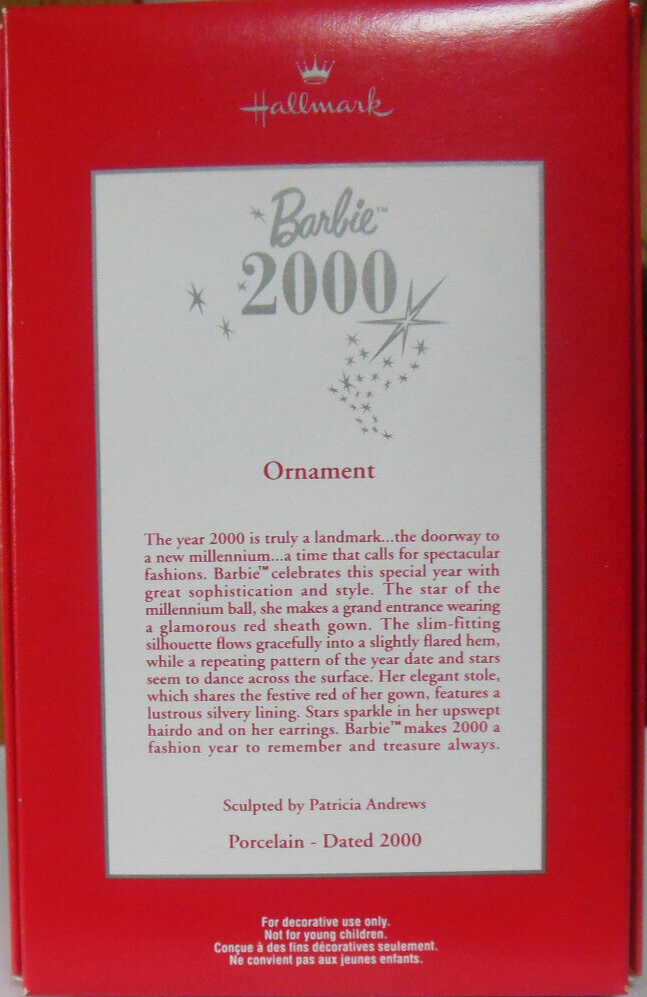 Hallmark
Barbie™
2000
Ornament
The year 2000 is truly a landmark...the doorway to
a new millennium...a time that calls for spectacular
fashions. Barbie™ celebrates this special year with
great sophistication and style. The star of the
millennium ball, she makes a grand entrance wearing
a glamorous red sheath gown. The slim-fitting
silhouette flows gracefully into a slightly flared hem,
while a repeating pattern of the year date and stars
seem to dance across the surface. Her elegant stole,
which shares the festive red of her gown, features a
lustrous silvery lining. Stars sparkle in her upswept
hairdo and on her earrings. Barbie™ makes 2000 a
fashion year to remember and treasure always.
Sculpted by Patricia Andrews
Porcelain - Dated 2000
For decorative use only.
Not for young children.
Conçue à des fins décoratives seulement.
Ne convient pas aux jeunes enfants.